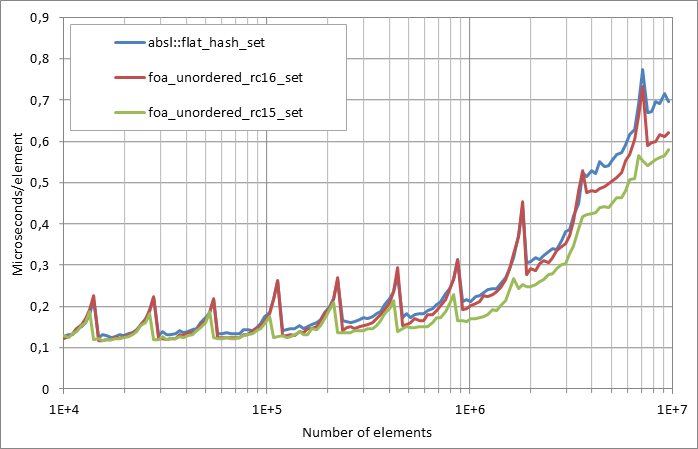 0,9
0,8
0,7
0,6
0,5
0,4
0,3
0,2
0,1
0
Microseconds/element
absl::flat_hash_set
foa_unordered_rc16_set
foa_unordered_rc15_set
1E+4 1E+5 1E+6 1E+7
Number of elements